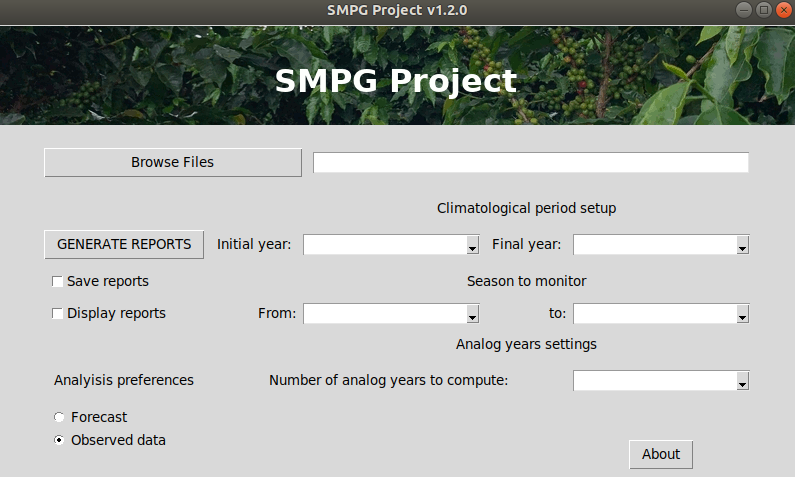 SMPG Project v1.2.0
SMPG Project
Browse Files
Climatological period setup
GENERATE REPORTS Initial year: Final year:
Save reports Season to monitor
Display reports From: to:
Analog years settings
Analyisis preferences Number of analog years to compute:
Forecast
Observed data
About